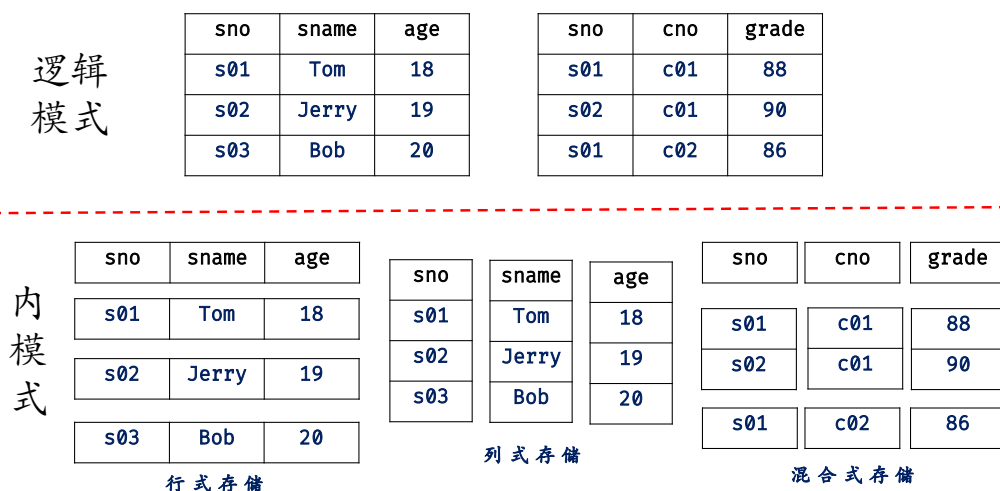 逻辑
模式
sno sname age
s01 Tom 18
s02 Jerry 19
s03 Bob 20
sno cno grade
s01 c01 88
s02 c01 90
s01 c02 86
内
模
式
sno sname age
s01 Tom 18
s02 Jerry 19
s03 Bob 20
行式存储
sno sname age
s01 Tom 18
s02 Jerry 19
s03 Bob 20
列式存储
sno cno grade
s01 c01 88
s02 c01 90
s01 c02 86
混合式存储